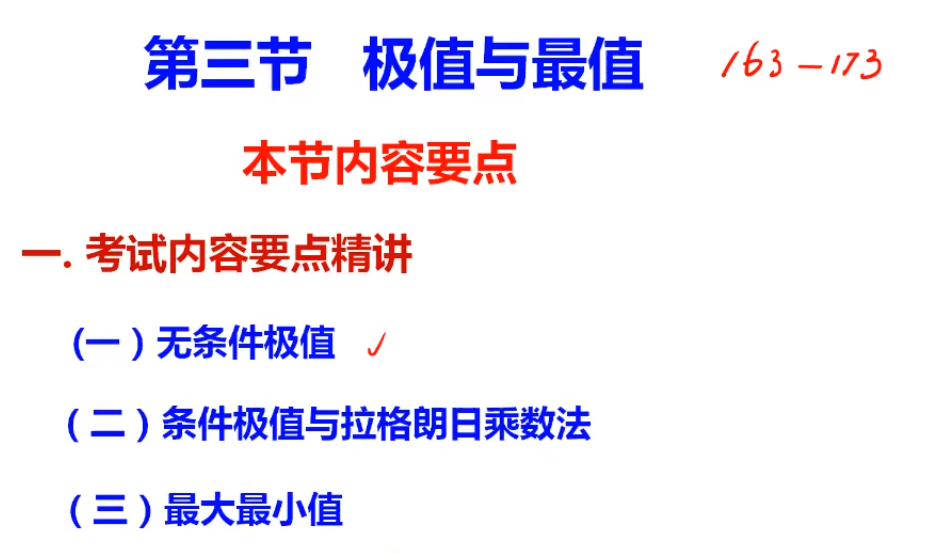 第三节 极值与最值 163-173
本节内容要点
一. 考试内容要点精讲
(一)无条件极值
(二)条件极值与拉格朗日乘数法
(三)最大最小值